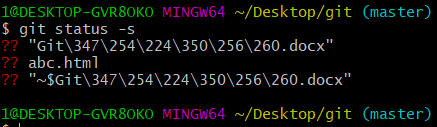 1@DESKTOP-GVR8OKO MINGW64 ~/Desktop/git (master)
$ git status -s
?? "Git\347\254\224\350\256\260.docx"
?? abc.html
?? "~$Git\347\254\224\350\256\260.docx"
1@DESKTOP-GVR8OKO MINGW64 ~/Desktop/git (master)
$